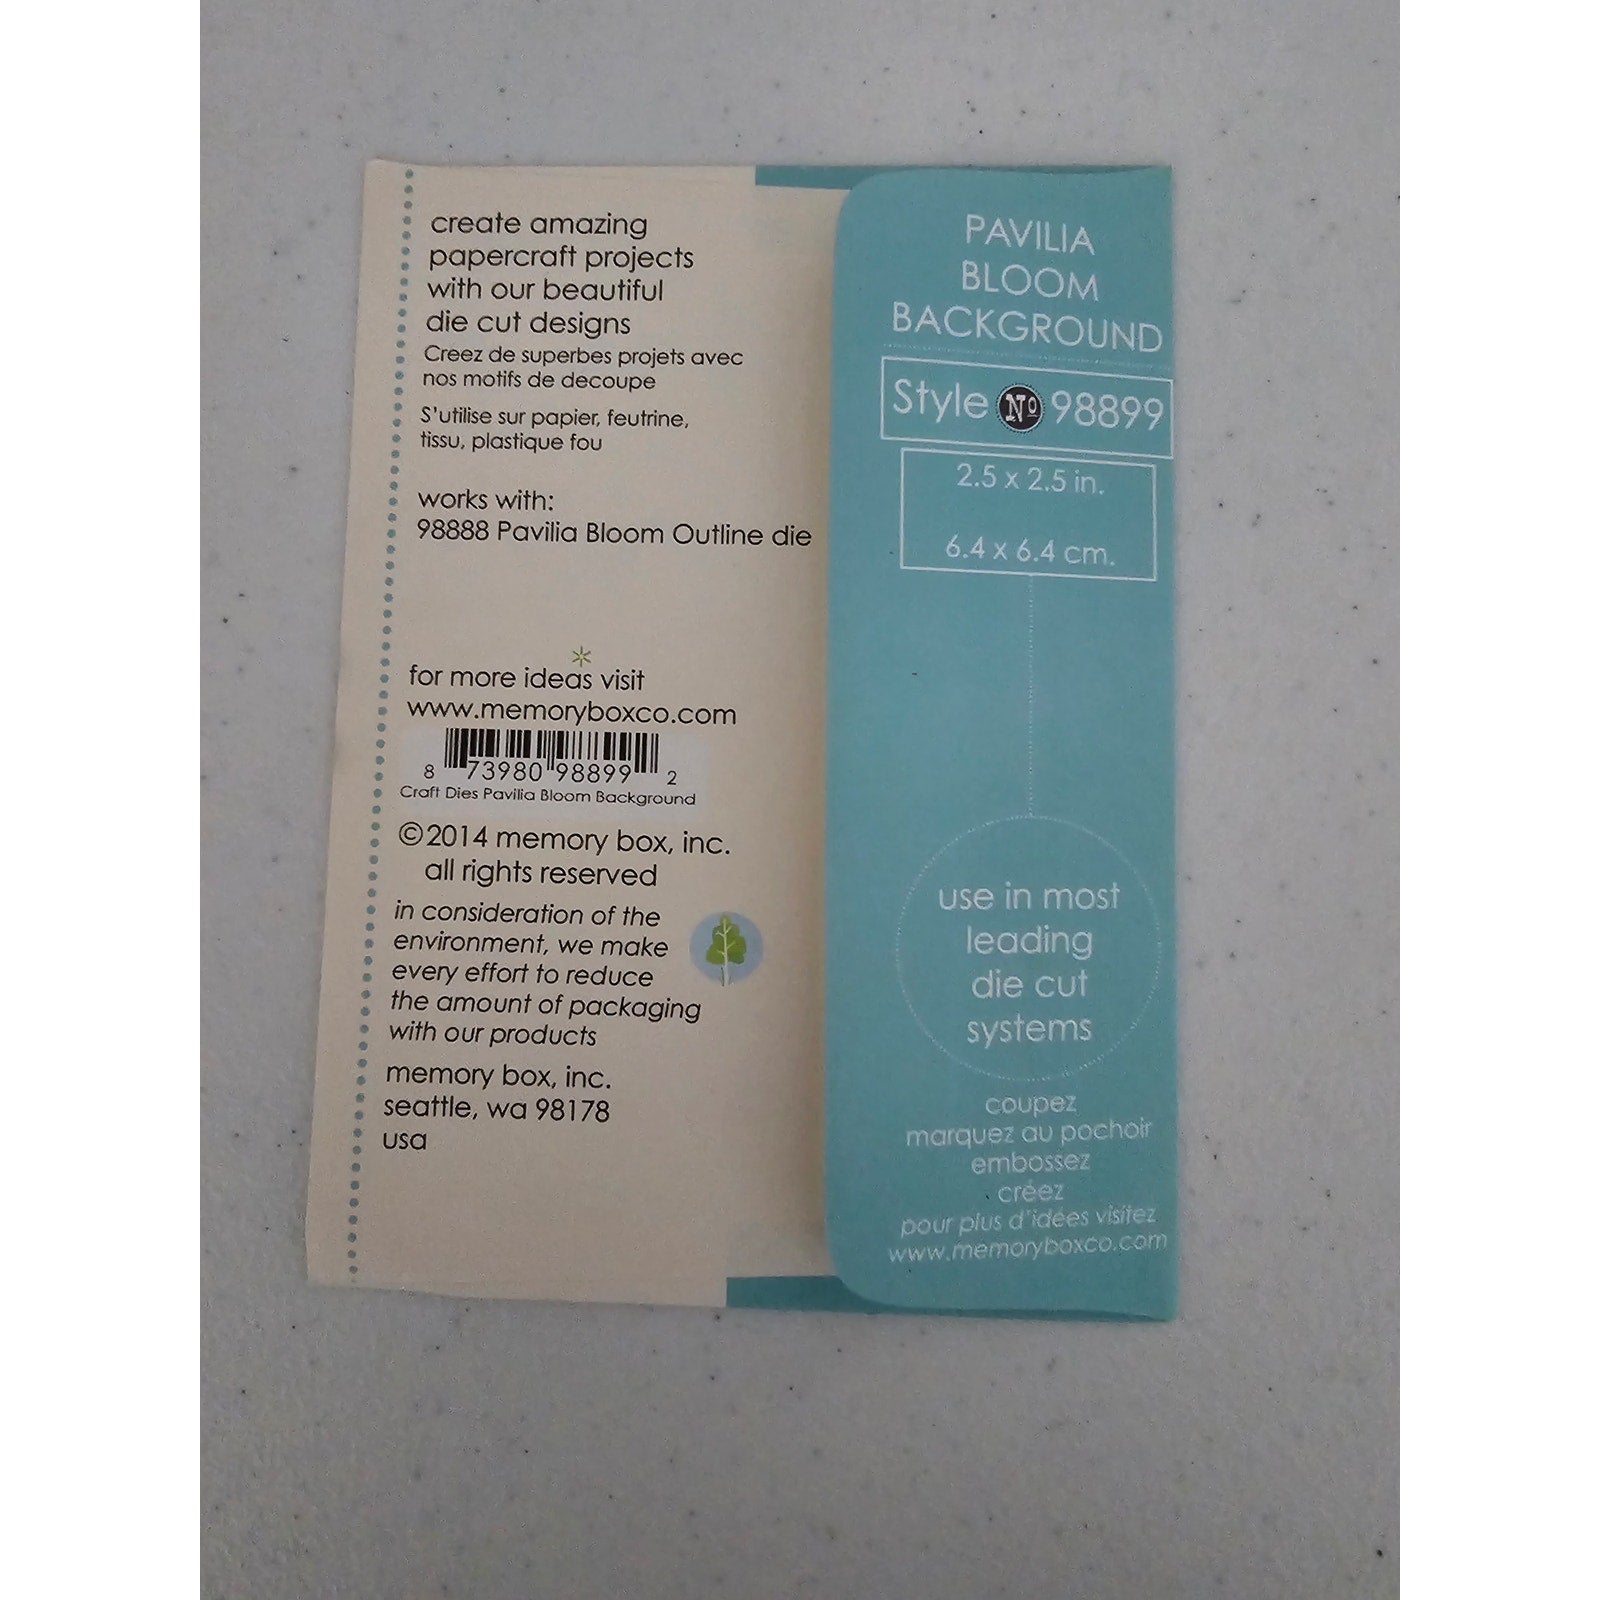 create amazing
papercraft projects
with our beautiful
die cut designs
Creez de superbes projets avec
nos motifs de decoupe
S'utilise sur papier, feutrine,
tissu, plastique fou
works with:
98888 Pavilia Bloom Outline die
for more ideas visit
www.memoryboxco.com
8 73980 98899 2
Craft Dies Pavilia Bloom Background
©2014 memory box, inc.
all rights reserved
in consideration of the
environment, we make
every effort to reduce
the amount of packaging
with our products
memory box, inc.
seattle, wa 98178
usa
PAVILIA
BLOOM
BACKGROUND
Style No 98899
2.5 x 2.5 in.
6.4 x 6.4 cm.
use in most
leading
die cut
systems
coupez
marquez au pochoir
embossez
créez
pour plus d'idées visitez
www.memoryboxco.com